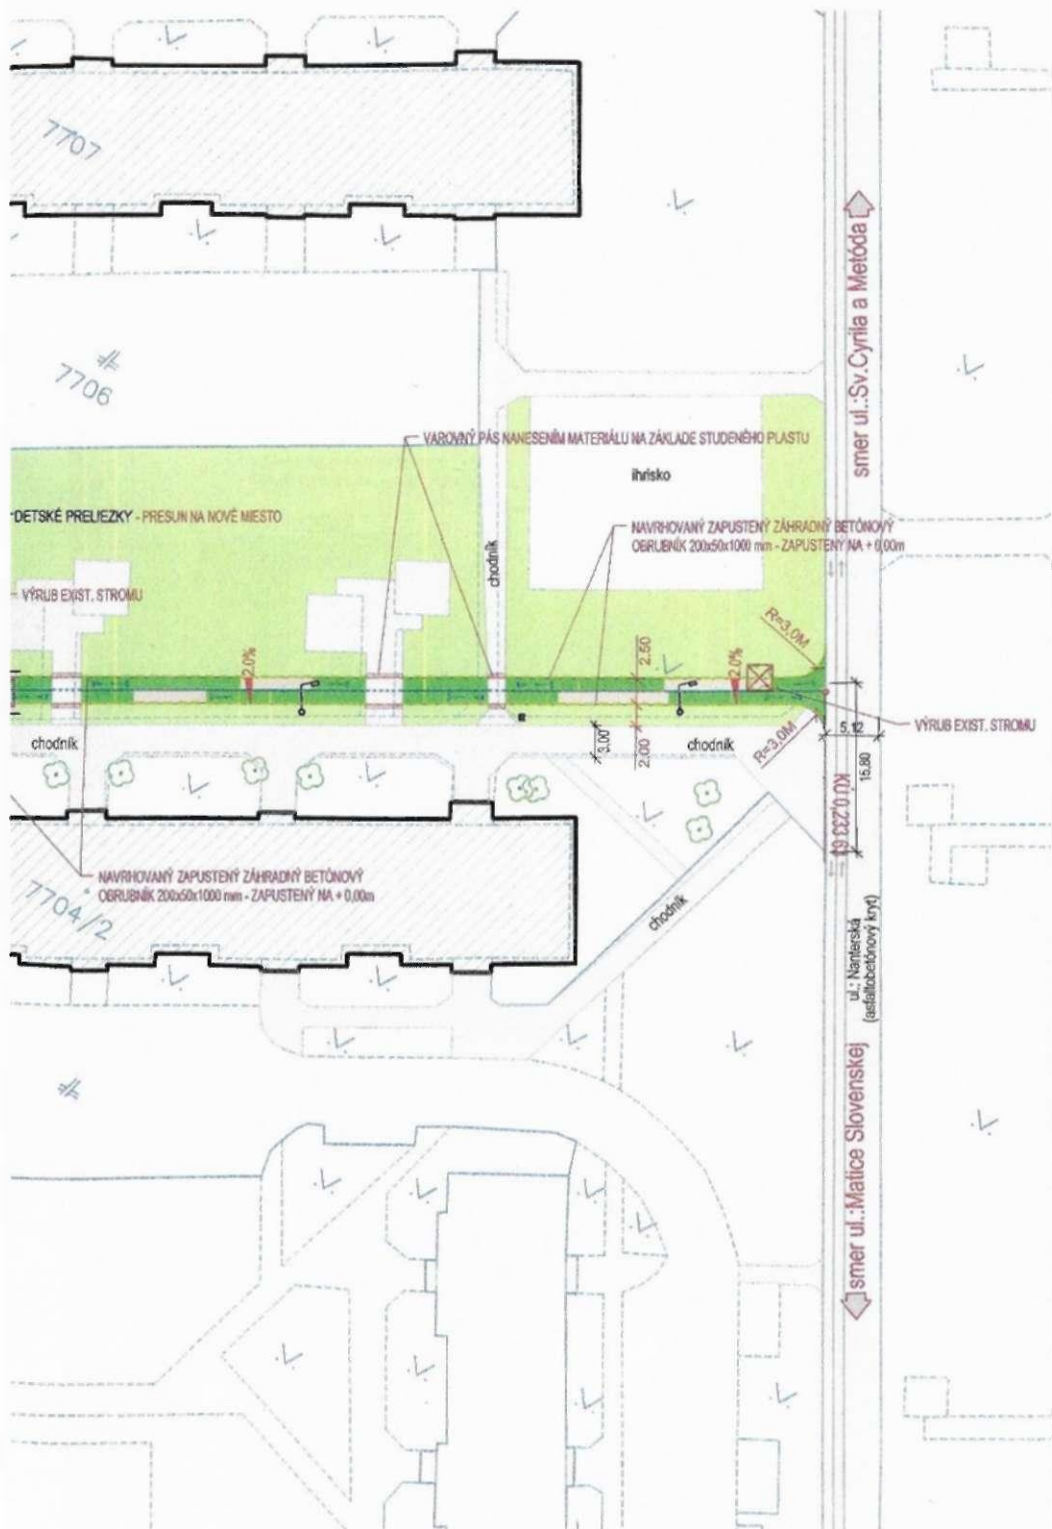 7707
7706
smer ul.:Sv.Cyrila a Metóda
VAROVNÝ PÁS NANESENÍM MATERIÁLU NA ZÁKLADE STUDENÉHO PLASTU
ihrisko
DETSKÉ PRELIEZKY - PRESUN NA NOVÉ MIESTO
NAVRHOVANÝ ZAPUSTENÝ ZÁHRADNÝ BETÓNOVÝ
OBRUBNÍK 200x50x1000 mm - ZAPUSTENÝ NA + 0,00m
chodník
- VÝRUB EXIST. STROMU
R=3,0M
2.0%
2.50
2.0%
VÝRUB EXIST. STROMU
5,12
chodník
3.00
2.00
chodník
R=3,0M
15,80
KÚ 0,233 63
NAVRHOVANÝ ZAPUSTENÝ ZÁHRADNÝ BETÓNOVÝ
OBRUBNÍK 200x50x1000 mm - ZAPUSTENÝ NA + 0,00m
7704/2
chodník
ul.: Nanterská
(asfaltobetónový kryt)
smer ul.:Matice Slovenskej